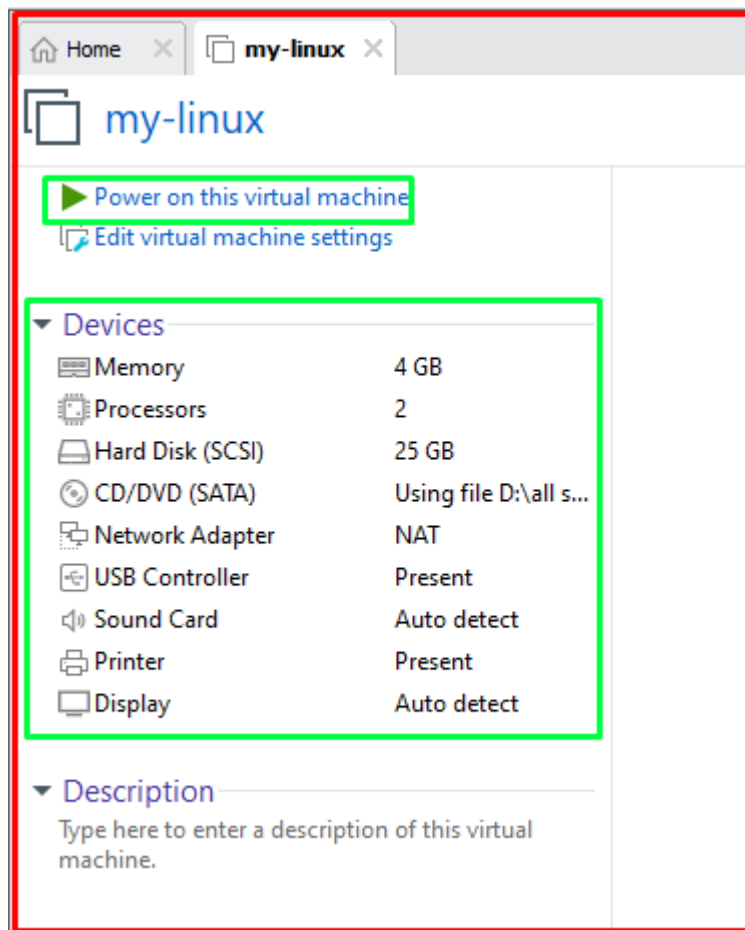 Home
my-linux
my-linux
Power on this virtual machine
Edit virtual machine settings
Devices
Memory 4 GB
Processors 2
Hard Disk (SCSI) 25 GB
CD/DVD (SATA) Using file D:\all s...
Network Adapter NAT
USB Controller Present
Sound Card Auto detect
Printer Present
Display Auto detect
Description
Type here to enter a description of this virtual
machine.